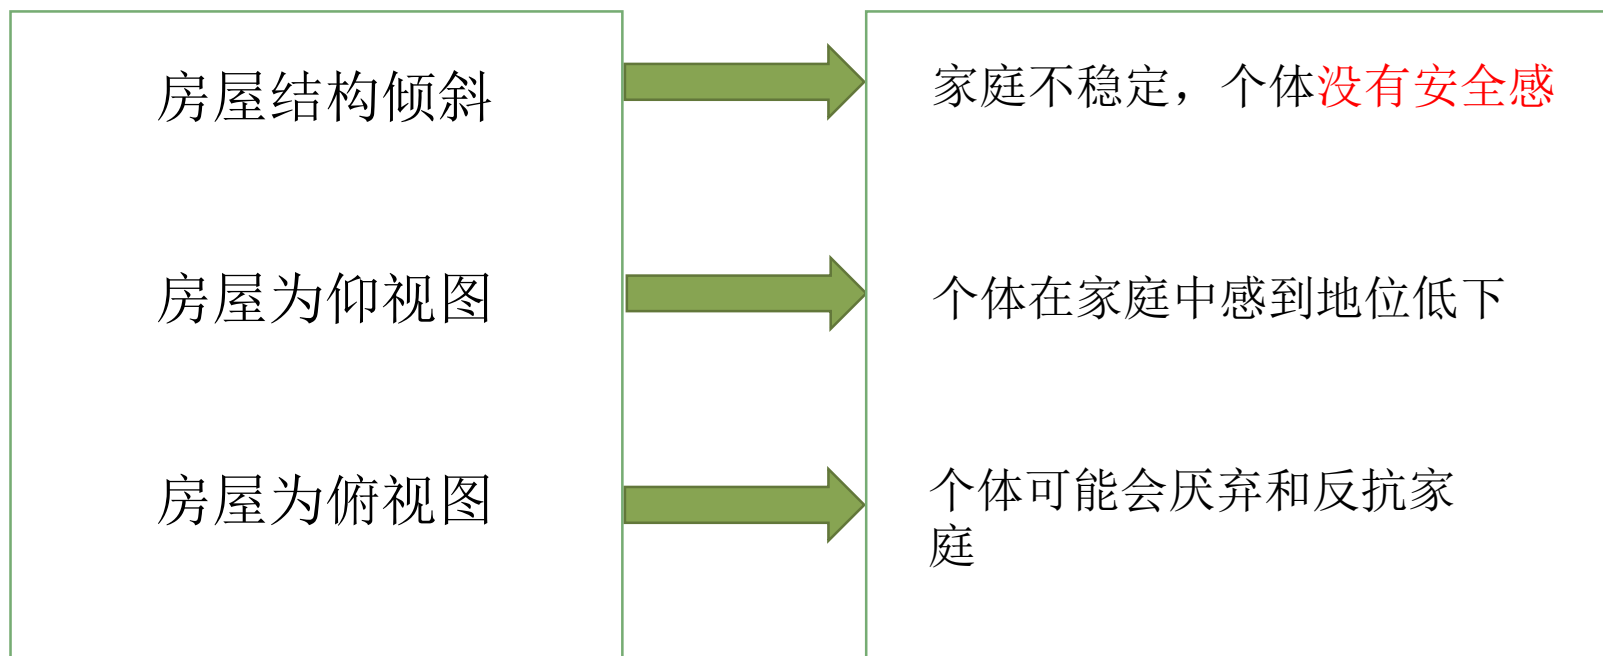 房屋结构倾斜
家庭不稳定，个体没有安全感
房屋为仰视图
个体在家庭中感到地位低下
房屋为俯视图
个体可能会厌弃和反抗家
庭